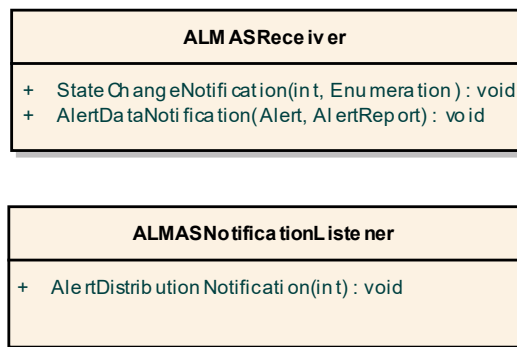 ALMASReceiver
+ StateChangeNotification(int, Enumeration) : void
+ AlertDataNotification(Alert, AlertReport) : void
ALMASNotificationListener
+ AlertDistributionNotification(int) : void